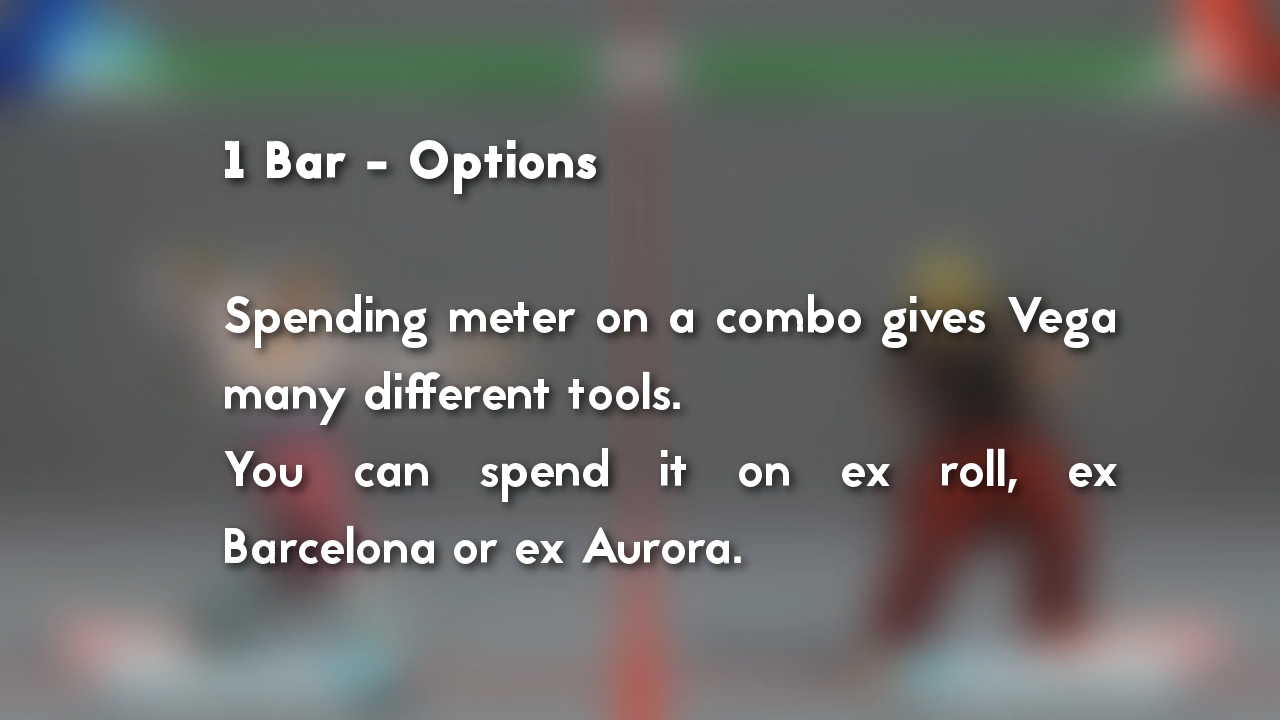 1 Bar - Options
Spending meter on a combo gives Vega
many different tools.
You can spend it on ex roll, ex
Barcelona or ex Aurora.